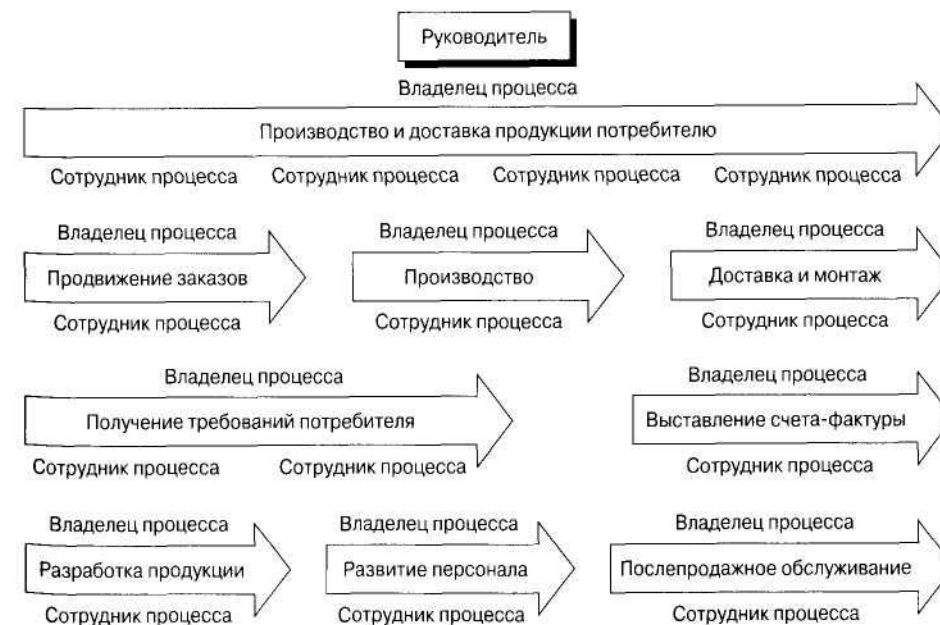 Руководитель
Владелец процесса
Производство и доставка продукции потребителю
Сотрудник процесса Сотрудник процесса Сотрудник процесса Сотрудник процесса
Владелец процесса Владелец процесса Владелец процесса
Продвижение заказов Производство Доставка и монтаж
Сотрудник процесса Сотрудник процесса Сотрудник процесса
Владелец процесса Владелец процесса
Получение требований потребителя Выставление счета-фактуры
Сотрудник процесса Сотрудник процесса Сотрудник процесса
Владелец процесса Владелец процесса Владелец процесса
Разработка продукции Развитие персонала Послепродажное обслуживание
Сотрудник процесса Сотрудник процесса Сотрудник процесса